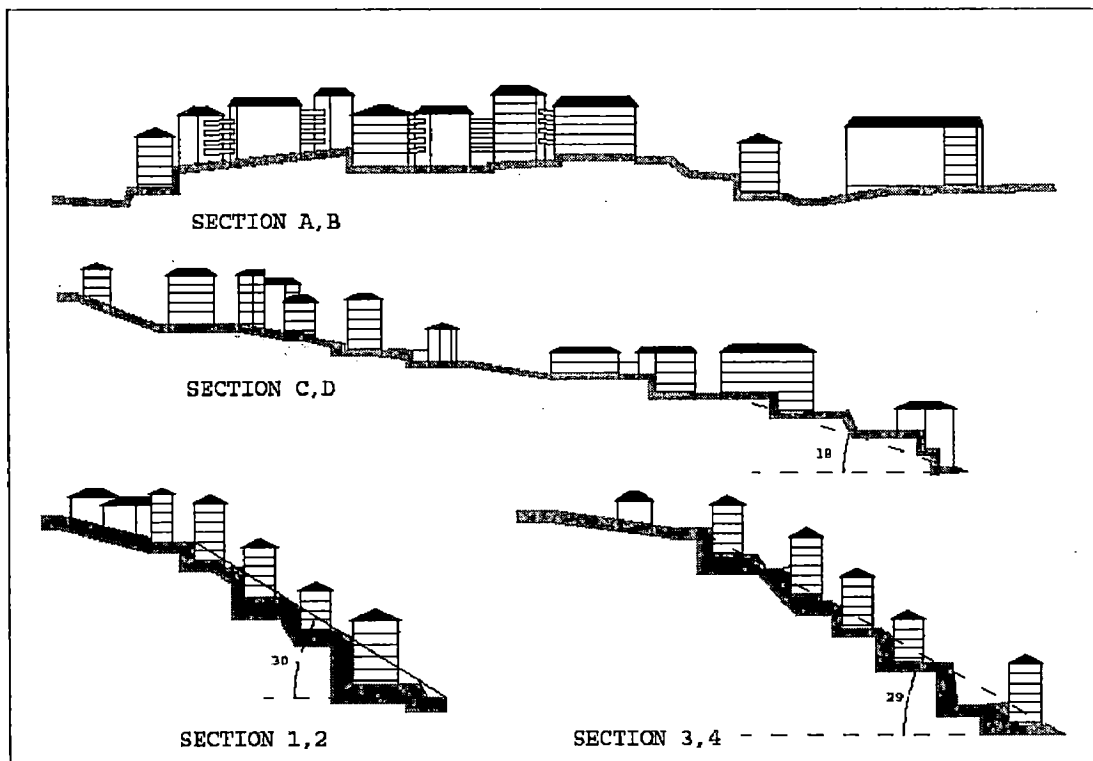 SECTION A,B
SECTION C,D
18
30
SECTION 1,2
29
SECTION 3,4